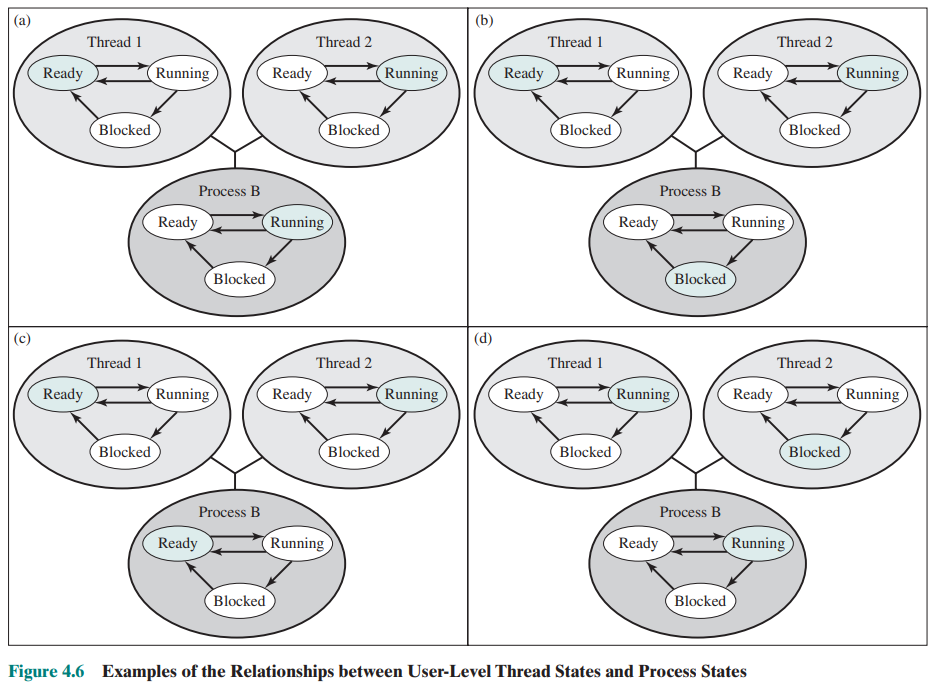 (a)
Thread 1
Ready
Running
Blocked
Thread 2
Ready
Running
Blocked
Process B
Ready
Running
Blocked
(b)
Thread 1
Ready
Running
Blocked
Thread 2
Ready
Running
Blocked
Process B
Ready
Running
Blocked
(c)
Thread 1
Ready
Running
Blocked
Thread 2
Ready
Running
Blocked
Process B
Ready
Running
Blocked
(d)
Thread 1
Ready
Running
Blocked
Thread 2
Ready
Running
Blocked
Process B
Ready
Running
Blocked
Figure 4.6 Examples of the Relationships between User-Level Thread States and Process States